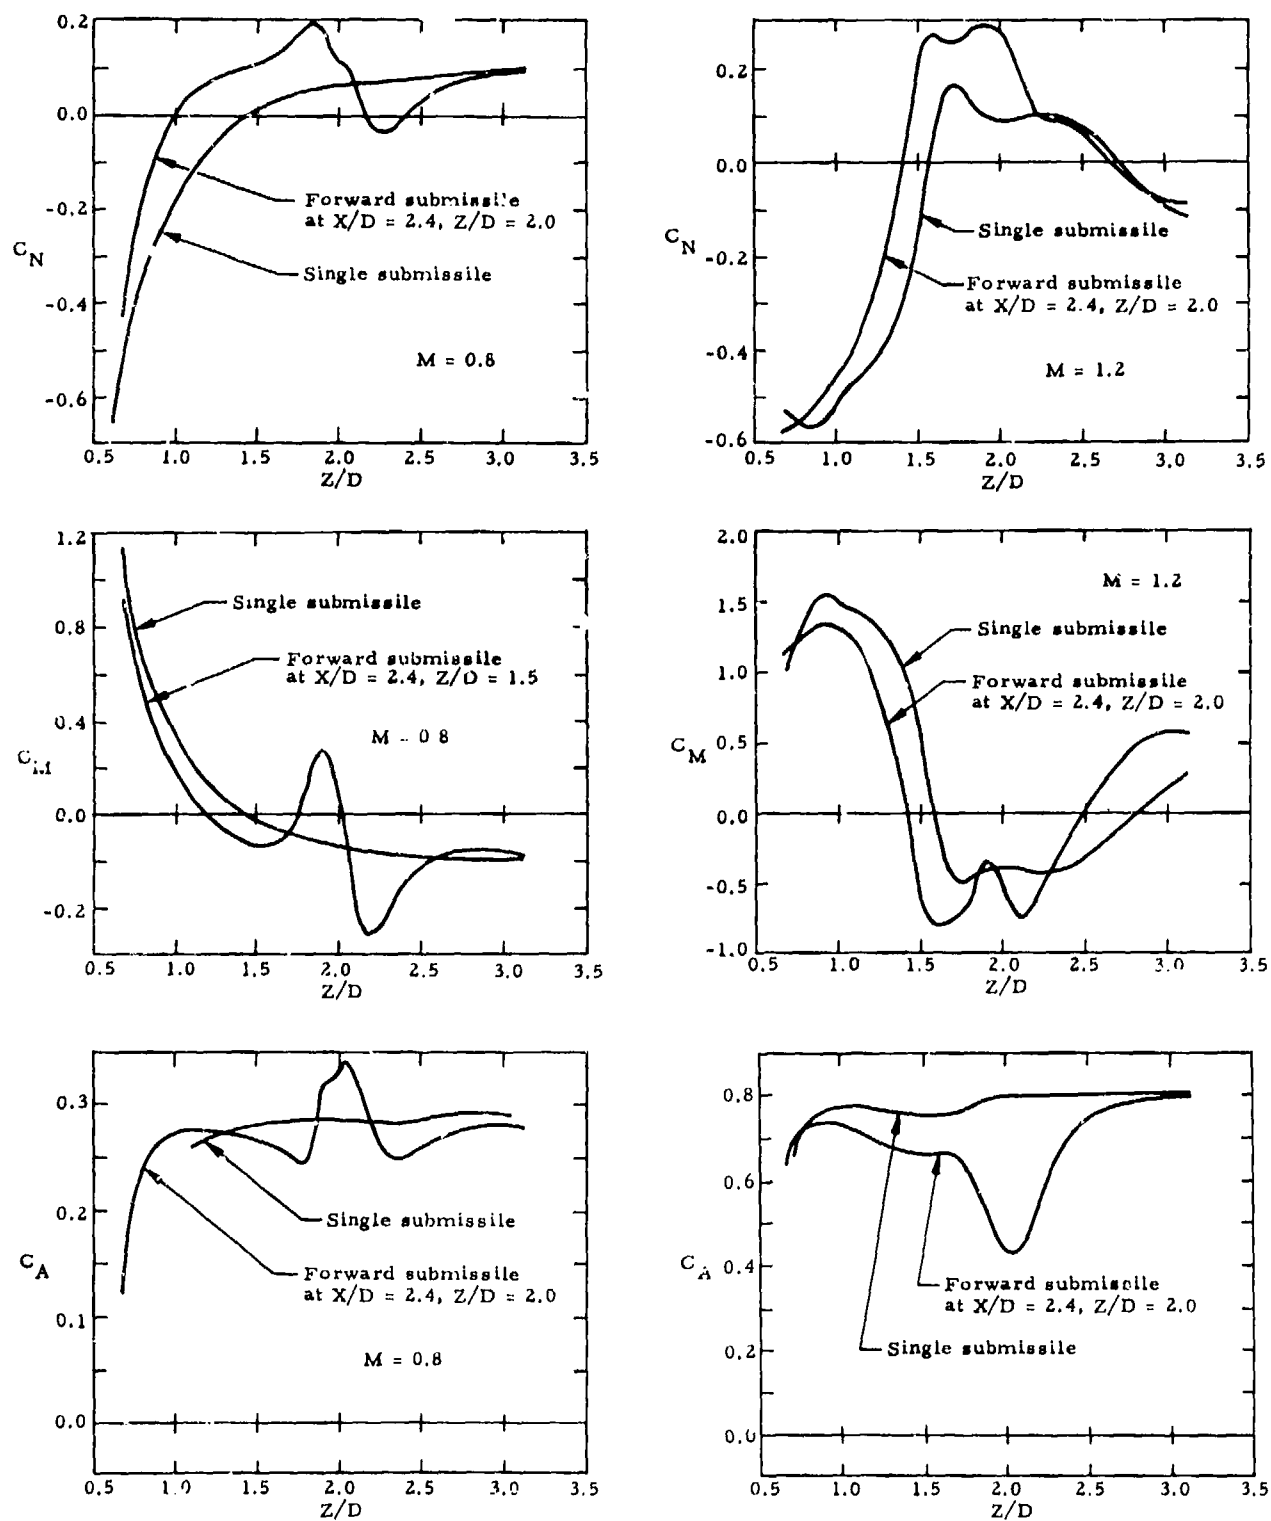 0.2
0.0
-0.2
-0.4
-0.6
C_N
Forward submissile
at X/D = 2.4, Z/D = 2.0
Single submissile
M = 0.8
0.5 1.0 1.5 2.0 2.5 3.0 3.5
Z/D
0.2
0.0
-0.2
-0.4
-0.6
C_N
Single submissile
Forward submissile
at X/D = 2.4, Z/D = 2.0
M = 1.2
0.5 1.0 1.5 2.0 2.5 3.0 3.5
Z/D
1.2
0.8
0.4
0.0
-0.2
Single submissile
Forward submissile
at X/D = 2.4, Z/D = 1.5
M - 0 8
0.5 1.0 1.5 2.0 2.5 3.0 3.5
Z/D
2.0
1.5
1.0
0.5
0.0
-0.5
-1.0
C_M
M = 1.2
Single submissile
Forward submissile
at X/D = 2.4, Z/D = 2.0
0.5 1.0 1.5 2.0 2.5 3.0 3.5
Z/D
0.3
0.2
0.1
0.0
C_A
Single submissile
Forward submissile
at X/D = 2.4, Z/D = 2.0
M = 0.8
0.5 1.0 1.5 2.0 2.5 3.0 3.5
Z/D
0.8
0.6
0.4
0.2
0.0
C_A
Forward submissile
at X/D = 2.4, Z/D = 2.0
Single submissile
0.5 1.0 1.5 2.0 2.5 3.0 3.5
Z/D